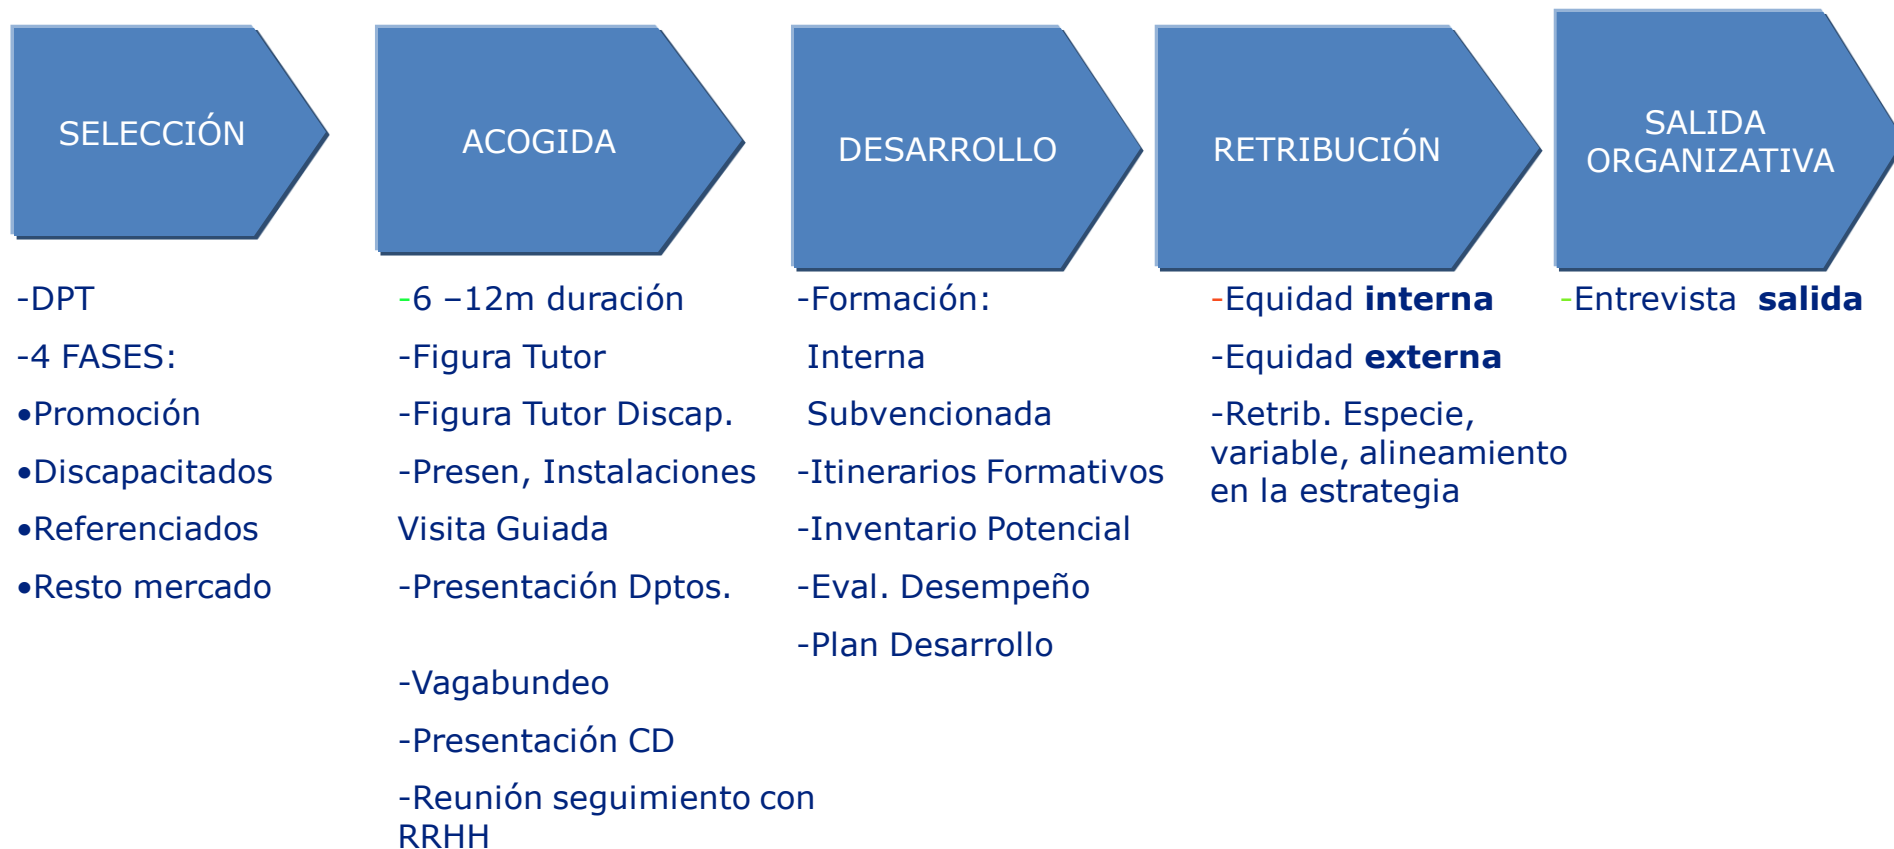 SELECCIÓN
-DPT
-4 FASES:
•Promoción
•Discapacitados
•Referenciados
•Resto mercado
ACOGIDA
-6 –12m duración
-Figura Tutor
-Figura Tutor Discap.
-Presen, Instalaciones
Visita Guiada
-Presentación Dptos.
-Vagabundeo
-Presentación CD
-Reunión seguimiento con
RRHH
DESARROLLO
-Formación:
Interna
Subvencionada
-Itinerarios Formativos
-Inventario Potencial
-Eval. Desempeño
-Plan Desarrollo
RETRIBUCIÓN
-Equidad interna
-Equidad externa
-Retrib. Especie,
variable, alineamiento
en la estrategia
SALIDA
ORGANIZATIVA
-Entrevista salida